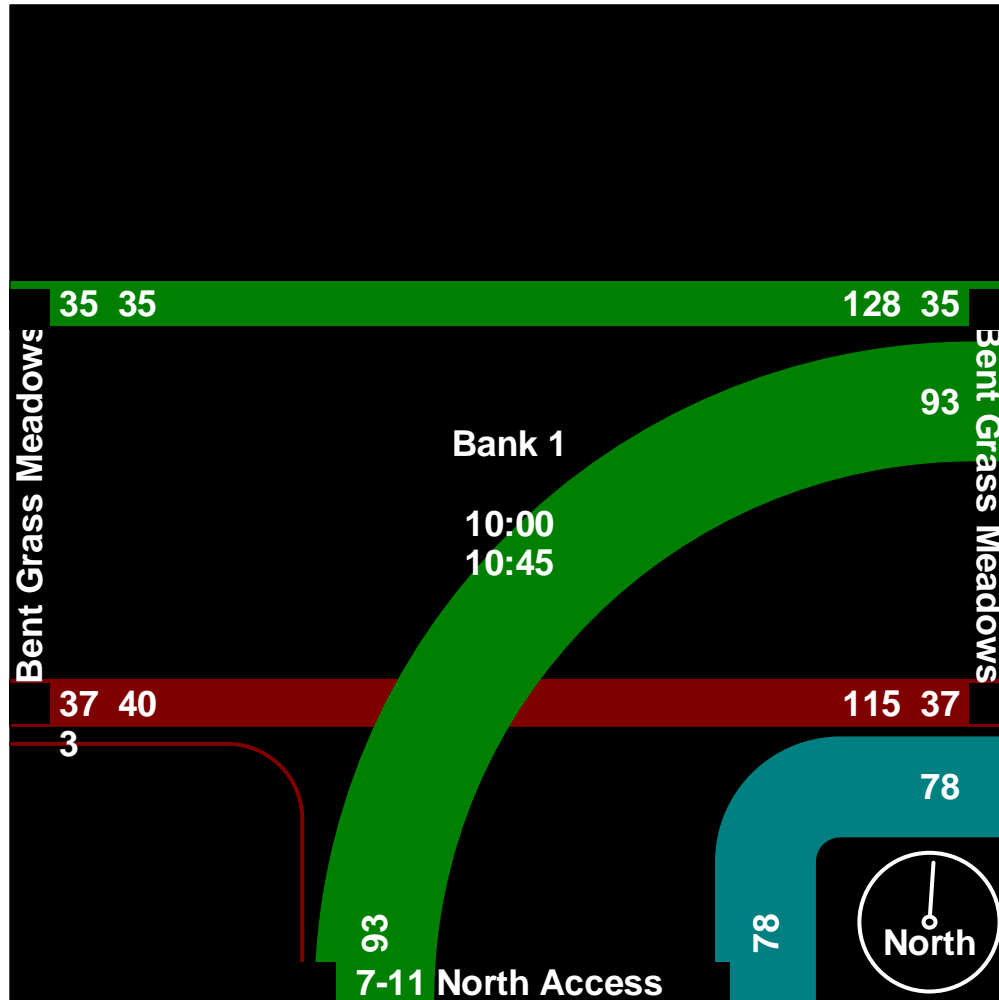 35 35
128 35
Bent Grass Meadows
Bent Grass Meadows
93
Bank 1
10:00
10:45
37 40
115 37
3
78
93
78
North
7-11 North Access